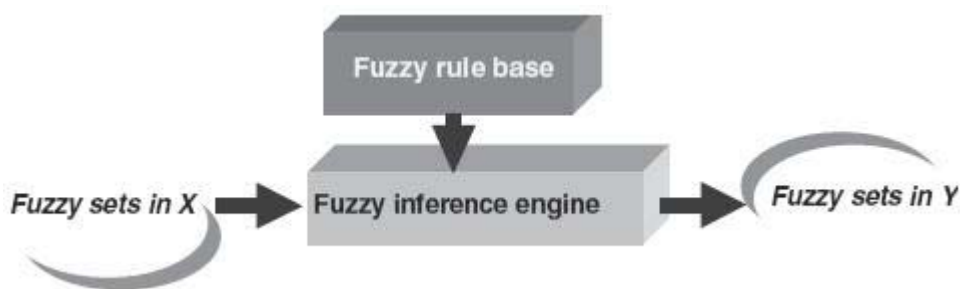 Fuzzy rule base
Fuzzy sets in X
Fuzzy inference engine
Fuzzy sets in Y